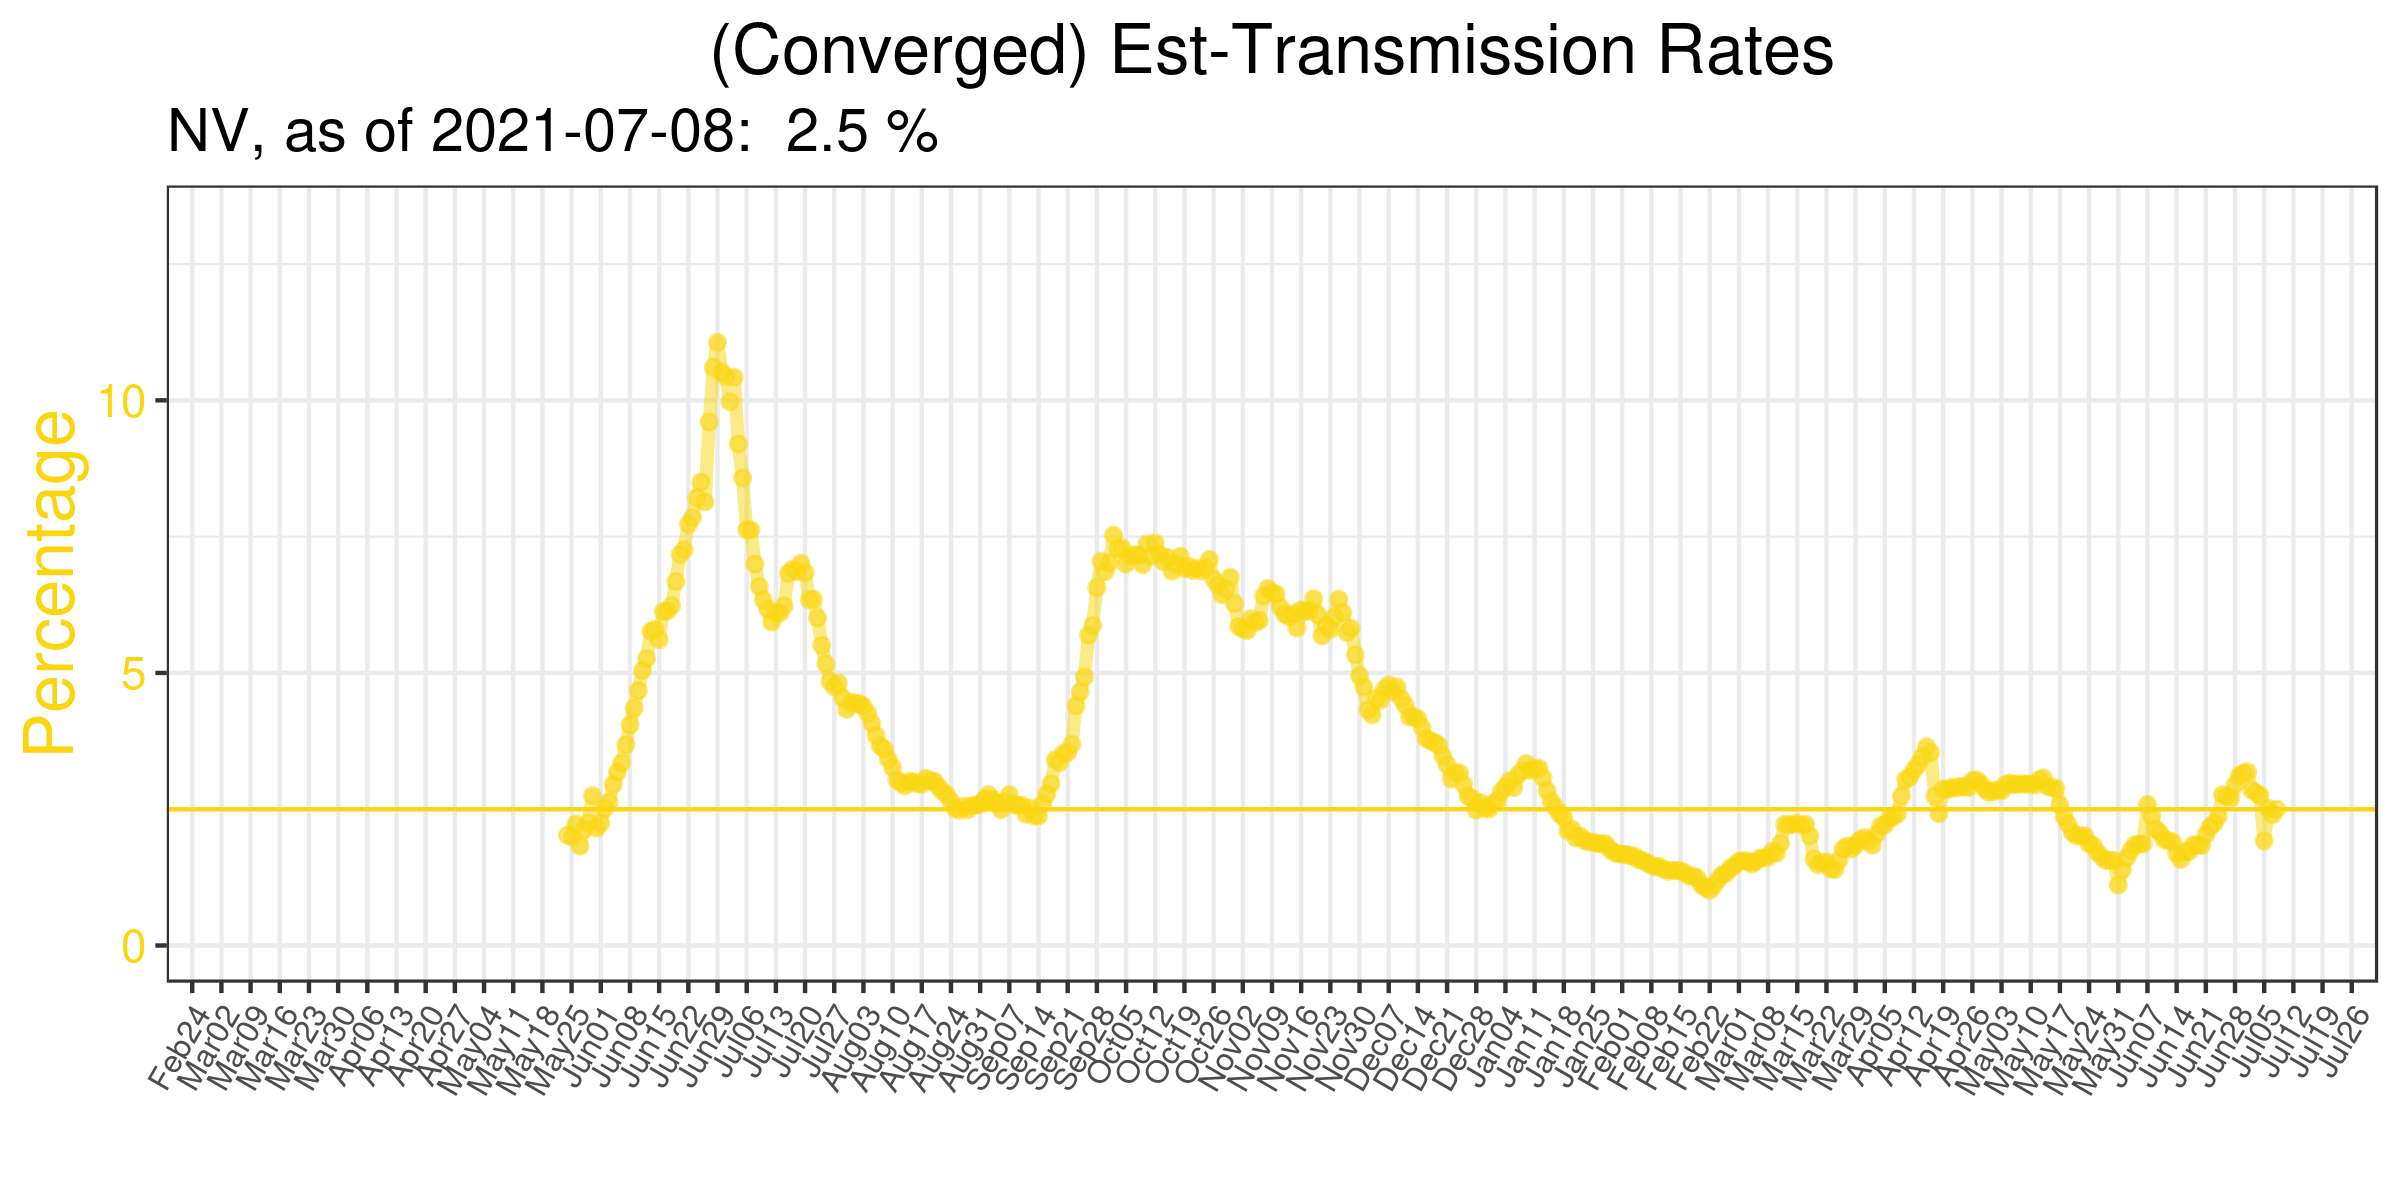 (Converged) Est-Transmission Rates
NV, as of 2021-07-08:  2.5 %
Percentage
10
5
0
Feb24
Mar02
Mar09
Mar16
Mar23
Mar30
Apr06
Apr13
Apr20
Apr27
May04
May11
May18
May25
Jun01
Jun08
Jun15
Jun22
Jun29
Jul06
Jul13
Jul20
Jul27
Aug03
Aug10
Aug17
Aug24
Aug31
Sep07
Sep14
Sep21
Sep28
Oct05
Oct12
Oct19
Oct26
Nov02
Nov09
Nov16
Nov23
Nov30
Dec07
Dec14
Dec21
Dec28
Jan04
Jan11
Jan18
Jan25
Feb01
Feb08
Feb15
Feb22
Mar01
Mar08
Mar15
Mar22
Mar29
Apr05
Apr12
Apr19
Apr26
May03
May10
May17
May24
May31
Jun07
Jun14
Jun21
Jun28
Jul05
Jul12
Jul19
Jul26